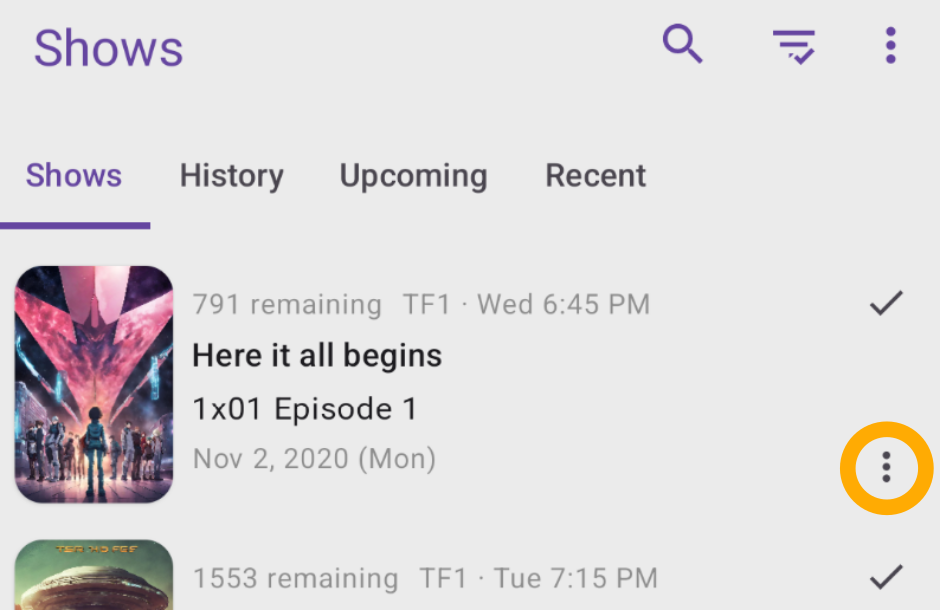 Shows
Shows History Upcoming Recent
791 remaining TF1 · Wed 6:45 PM
Here it all begins
1x01 Episode 1
Nov 2, 2020 (Mon)
1553 remaining TF1 · Tue 7:15 PM